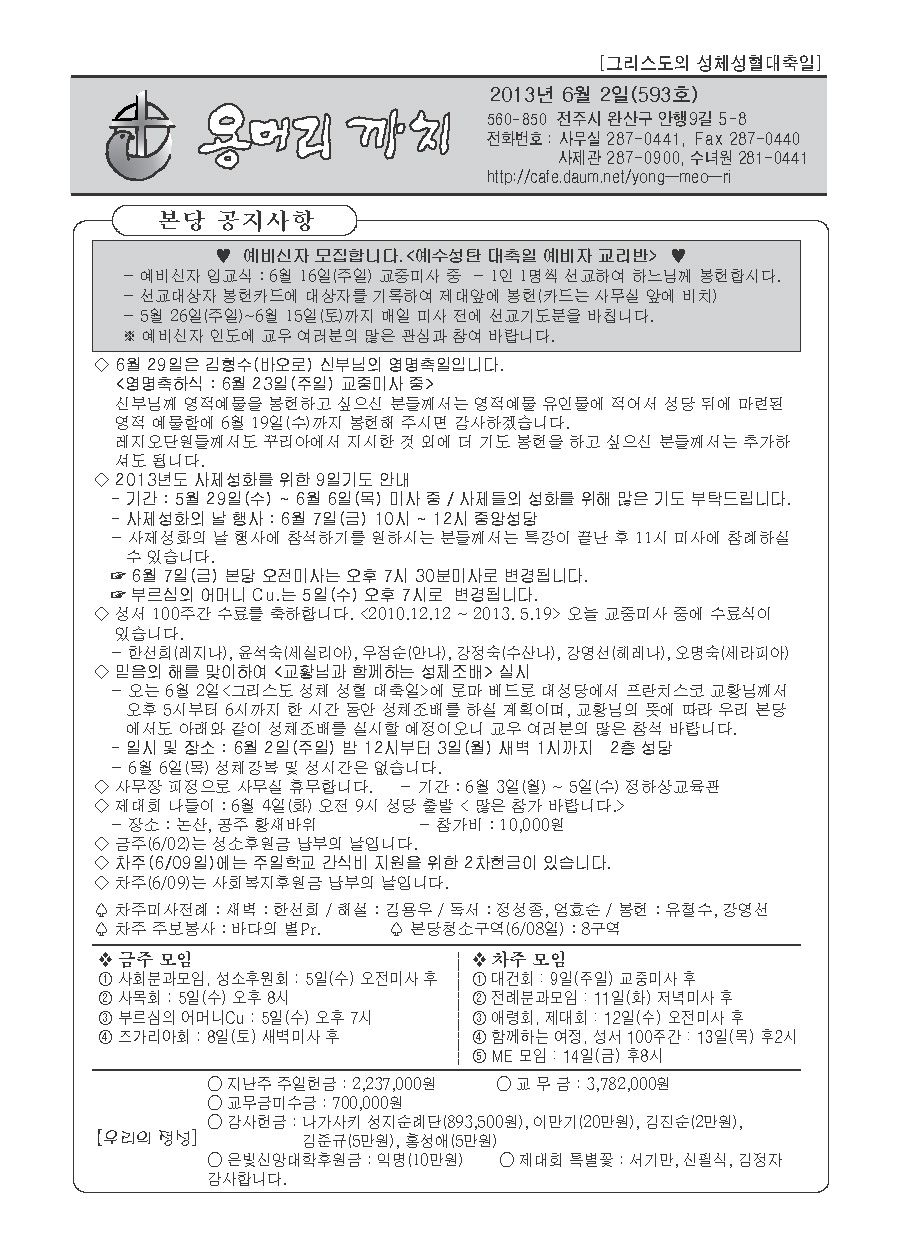 [그리스도의 성체성혈대축일]
용머리 까치
2013년 6월 2일(593호)
560-850 전주시 완산구 안행9길 5-8
전화번호 : 사무실 287-0441, Fax 287-0440
사제관 287-0900, 수녀원 281-0441
http://cafe.daum.net/yong-meo-ri
본당 공지사항
♥ 예비신자 모집합니다.<예수성탄 대축일 예비자 교리반> ♥
- 예비신자 입교식 : 6월 16일(주일) 교중미사 중 - 1인 1명씩 선교하여 하느님께 봉헌합시다.
- 선교대상자 봉헌카드에 대상자를 기록하여 제대앞에 봉헌(카드는 사무실 앞에 비치)
- 5월 26일(주일)~6월 15일(토)까지 매일 미사 전에 선교기도분을 바칩니다.
※ 예비신자 인도에 교우 여러분의 많은 관심과 참여 바랍니다.
◇ 6월 29일은 김형수(바오로) 신부님의 영명축일입니다.
<영명축하식 : 6월 23일(주일) 교중미사 중>
신부님께 영적예물을 봉헌하고 싶으신 분들께서는 영적예물 유인물에 적어서 성당 뒤에 마련된
영적 예물함에 6월 19일(수)까지 봉헌해 주시면 감사하겠습니다.
레지오단원들께서도 꾸리아에서 지시한 것 외에 더 기도 봉헌을 하고 싶으신 분들께서는 추가하
셔도 됩니다.
◇ 2013년도 사제성화를 위한 9일기도 안내
- 기간 : 5월 29일(수) ~ 6월 6일(목) 미사 중 / 사제들의 성화를 위해 많은 기도 부탁드립니다.
- 사제성화의 날 행사 : 6월 7일(금) 10시 ~ 12시 중앙성당
- 사제성화의 날 행사에 참석하기를 원하시는 분들께서는 특강이 끝난 후 11시 미사에 참례하실
수 있습니다.
☞ 6월 7일(금) 본당 오전미사는 오후 7시 30분미사로 변경됩니다.
☞ 부르심의 어머니 Cu.는 5일(수) 오후 7시로 변경됩니다.
◇ 성서 100주간 수료를 축하합니다. <2010.12.12 ~ 2013. 5.19> 오늘 교중미사 중에 수료식이
있습니다.
- 한선희(레지나), 윤석숙(세실리아), 우점순(안나), 강정숙(수산나), 강영선(헤레나), 오명숙(세라피아)
◇ 믿음의 해를 맞이하여 <교황님과 함께하는 성체조배> 실시
- 오는 6월 2일<그리스도 성체 성혈 대축일>에 로마 베드로 대성당에서 프란치스코 교황님께서
오후 5시부터 6시까지 한 시간 동안 성체조배를 하실 계획이며, 교황님의 뜻에 따라 우리 본당
에서도 아래와 같이 성체조배를 실시할 예정이오니 교우 여러분의 많은 참석 바랍니다.
- 일시 및 장소 : 6월 2일(주일) 밤 12시부터 3일(월) 새벽 1시까지 2층 성당
- 6월 6일(목) 성체강복 및 성시간은 없습니다.
◇ 사무장 피정으로 사무실 휴무합니다. - 기간 : 6월 3일(월) ~ 5일(수) 정하상교육관
◇ 제대회 나들이 : 6월 4일(화) 오전 9시 성당 출발 < 많은 참가 바랍니다.>
- 장소 : 논산, 공주 황새바위 - 참가비 : 10,000원
◇ 금주(6/02)는 성소후원금 납부의 날입니다.
◇ 차주(6/09일)에는 주일학교 간식비 지원을 위한 2차헌금이 있습니다.
◇ 차주(6/09)는 사회복지후원금 납부의 날입니다.
♤ 차주미사전례 : 새벽 : 한선희 / 해설 : 김용우 / 독서 : 정성종, 엄효순 / 봉헌 : 유철수, 강영선
♤ 차주 주보봉사 : 바다의 별Pr. ♤ 본당청소구역(6/08일) : 8구역
❖ 금주 모임
① 사회분과모임, 성소후원회 : 5일(수) 오전미사 후
② 사목회 : 5일(수) 오후 8시
③ 부르심의 어머니Cu : 5일(수) 오후 7시
④ 즈가리아회 : 8일(토) 새벽미사 후
❖ 차주 모임
① 대건회 : 9일(주일) 교중미사 후
② 전례분과모임 : 11일(화) 저녁미사 후
③ 애령회, 제대회 : 12일(수) 오전미사 후
④ 함께하는 여정, 성서 100주간 : 13일(목) 후2시
⑤ ME 모임 : 14일(금) 후8시
[우리의 정성]
○ 지난주 주일헌금 : 2,237,000원 ○ 교 무 금 : 3,782,000원
○ 교무금미수금 : 700,000원
○ 감사헌금 : 나가사키 성지순례단(893,500원), 이만기(20만원), 김진순(2만원),
김준규(5만원), 홍성애(5만원)
○ 은빛신앙대학후원금 : 익명(10만원) ○ 제대회 특별꽃 : 서기만, 신필식, 김정자
감사합니다.